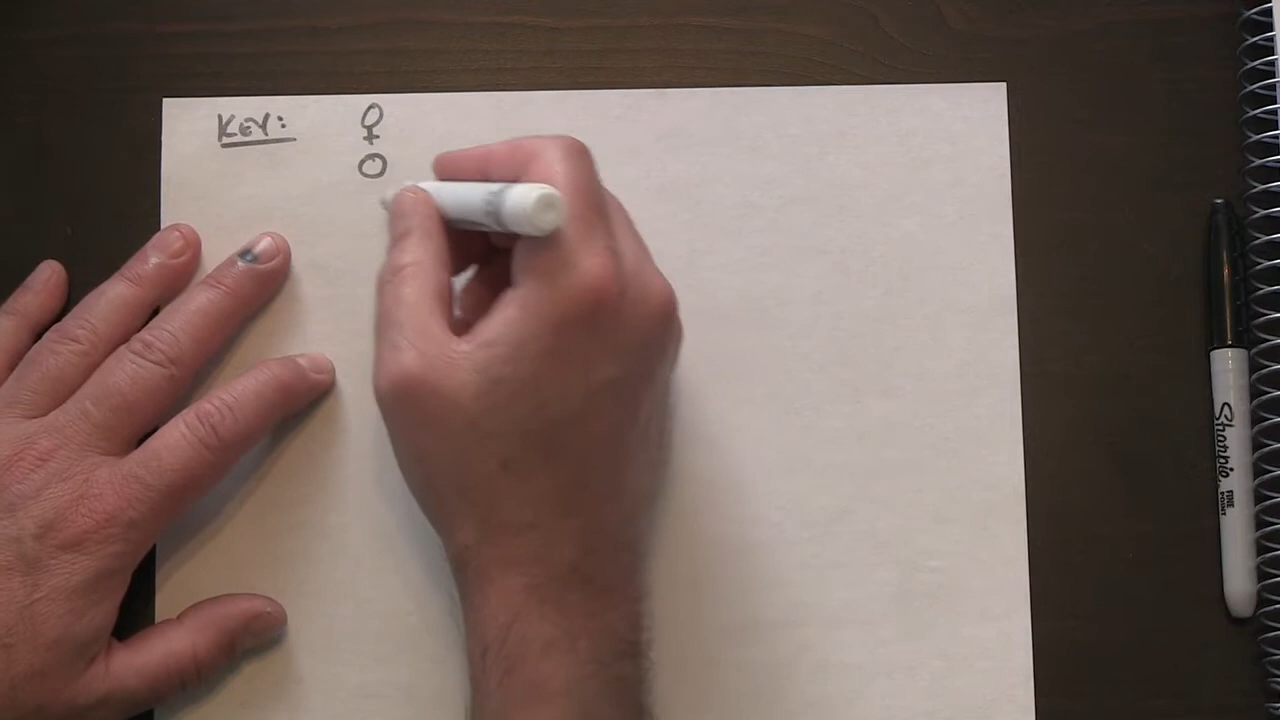 KEY: ♀
O
Sharpie.
FINE
POINT